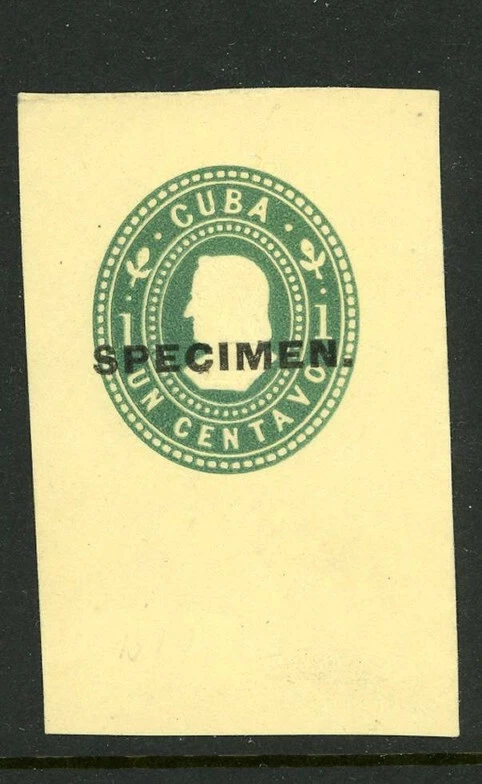 CUBA
1 1
SPECIMEN.
UN CENTAVO